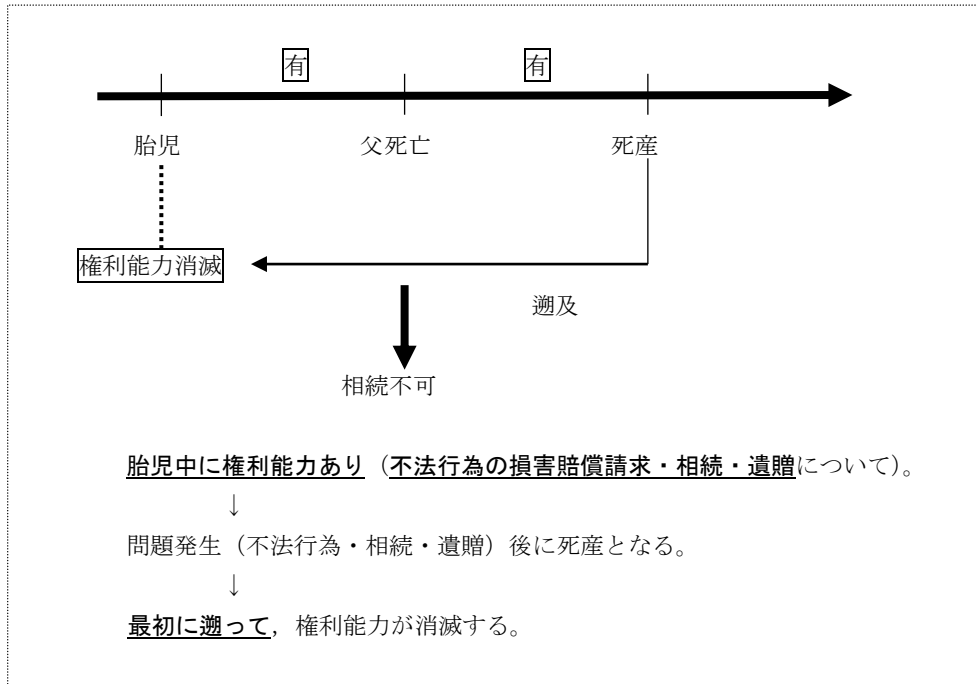 有 有
胎児 父死亡 死産
権利能力消滅
遡及
相続不可
胎児中に権利能力あり（不法行為の損害賠償請求・相続・遺贈について）。
↓
問題発生（不法行為・相続・遺贈）後に死産となる。
↓
最初に遡って，権利能力が消滅する。